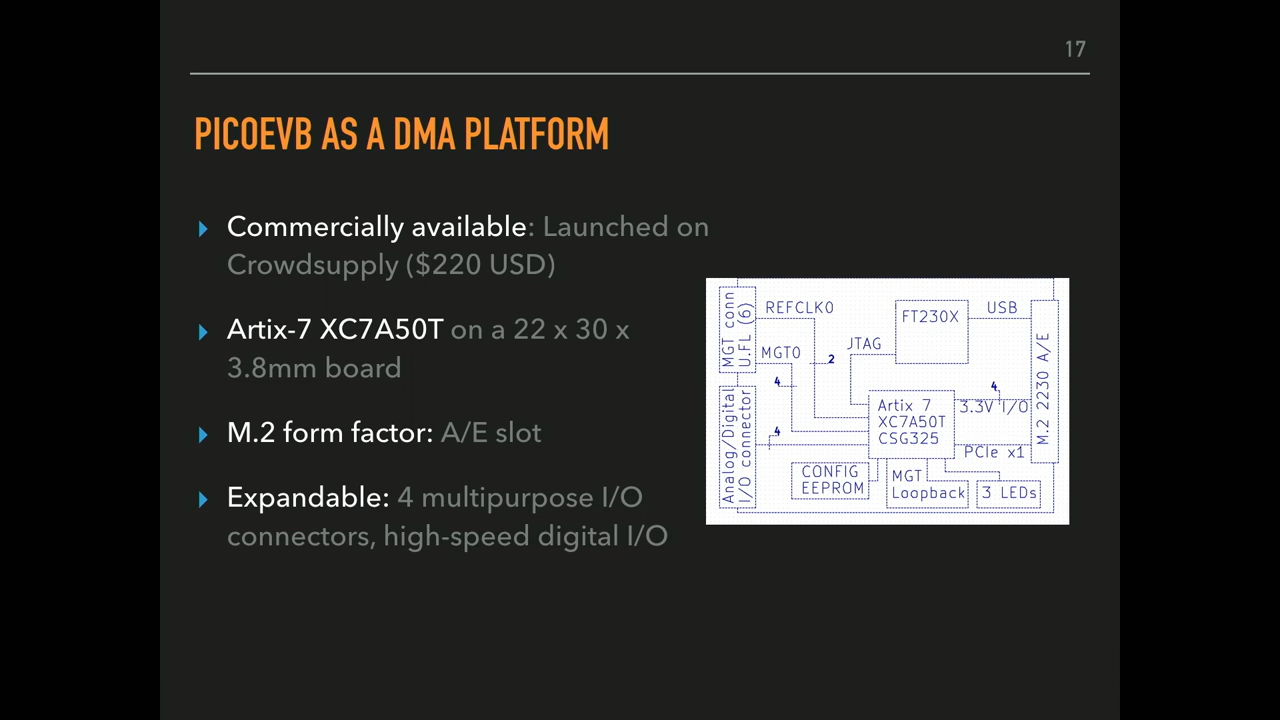 17
PICOEVB AS A DMA PLATFORM
Commercially available: Launched on
Crowdsupply ($220 USD)
Artix-7 XC7A50T on a 22 x 30 x
3.8mm board
M.2 form factor: A/E slot
Expandable: 4 multipurpose I/O
connectors, high-speed digital I/O
MGT conn
U.FL (6)
REFCLK0
FT230X
USB
JTAG
MGT0
2
4
4
M.2 2230 A/E
Artix 7
XC7A50T
CSG325
3.3V I/O
4
PCIe x1
Analog/Digital
I/O connector
CONFIG
EEPROM
MGT
Loopback
3 LEDs